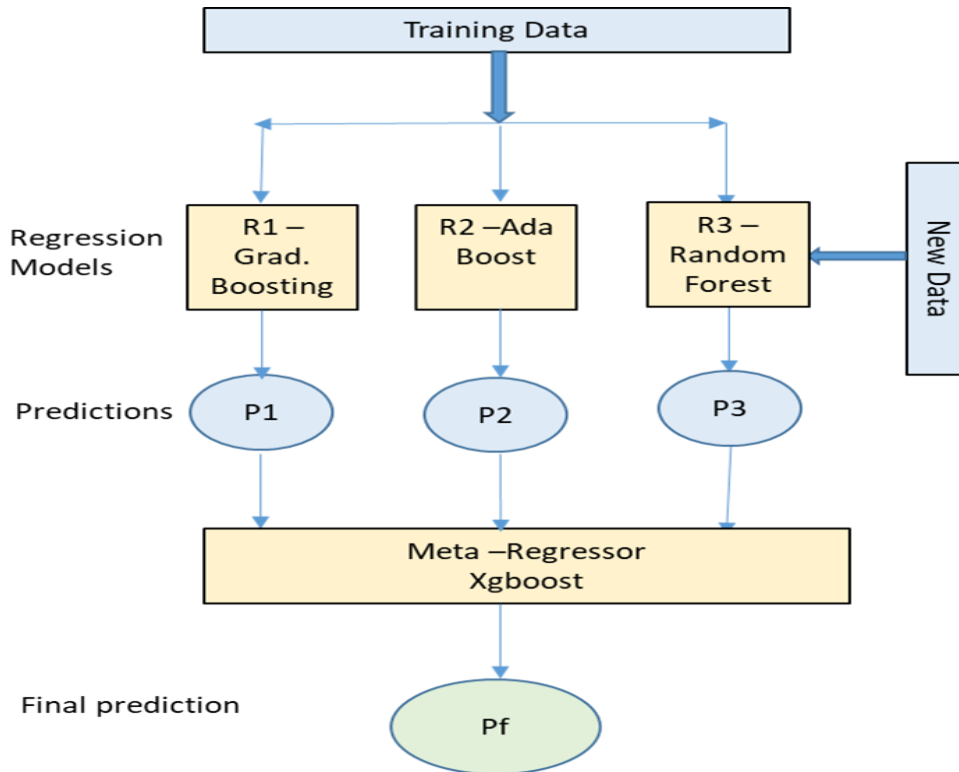 Training Data
Regression
Models
R1 –
Grad.
Boosting
R2 –Ada
Boost
R3 –
Random
Forest
New Data
Predictions
P1
P2
P3
Meta –Regressor
Xgboost
Final prediction
Pf